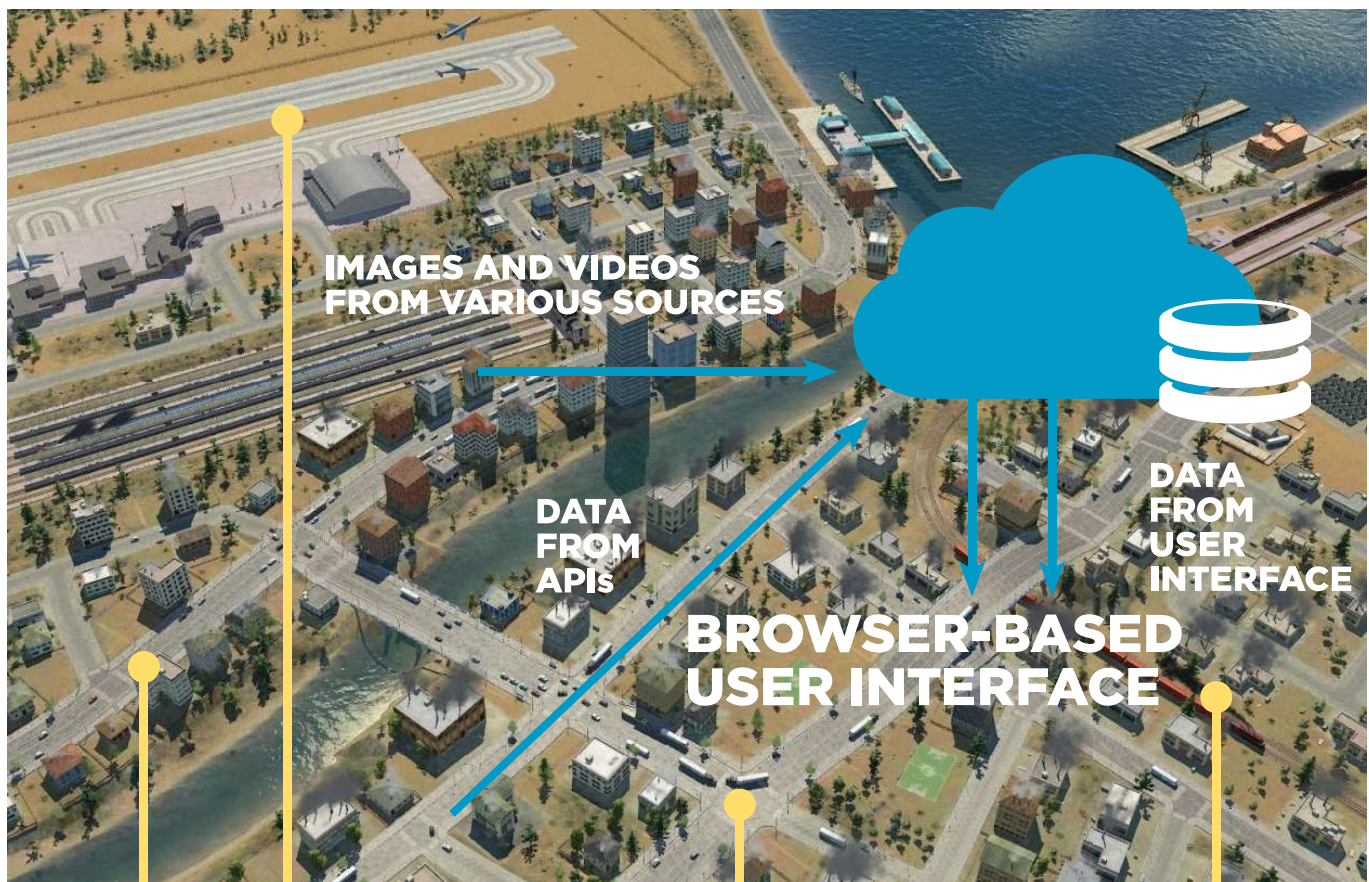 IMAGES AND VIDEOS
FROM VARIOUS SOURCES
DATA
FROM
APIs
DATA
FROM
USER
INTERFACE
BROWSER-BASED
USER INTERFACE